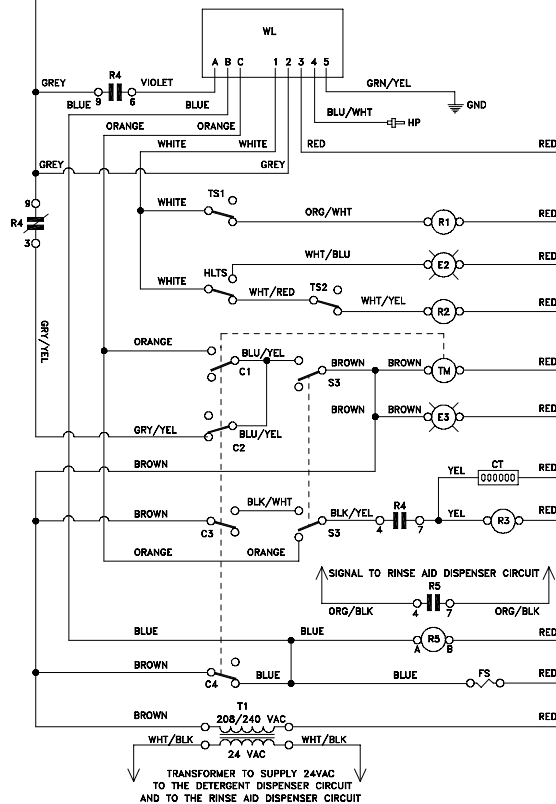 WL
A B C 1 2 3 4 5
R4
GREY VIOLET GRN/YEL
9 6
BLUE BLUE GND
BLU/WHT
ORANGE ORANGE HP
WHITE WHITE RED RED
GREY GREY
TS1
9 WHITE ORG/WHT RED
R4 R1
3
WHT/BLU RED
E2
HLTS
WHITE WHT/RED TS2 WHT/YEL RED
R2
GRY/YEL
ORANGE
BLU/YEL BROWN BROWN RED
C1 TM
S3
BROWN BROWN RED
E3
GRY/YEL BLU/YEL
C2
BROWN CT
YEL 000000 RED
BLK/WHT
BROWN BLK/YEL R4 YEL RED
C3 S3 4 7 R3
ORANGE ORANGE
SIGNAL TO RINSE AID DISPENSER CIRCUIT
R5
4 7
ORG/BLK ORG/BLK
BLUE BLUE RED
R5
A B
BROWN FS RED
C4 BLUE BLUE
T1
BROWN 208/240 VAC RED
WHT/BLK WHT/BLK
24 VAC
TRANSFORMER TO SUPPLY 24VAC
TO THE DETERGENT DISPENSER CIRCUIT
AND TO THE RINSE AID DISPENSER CIRCUIT